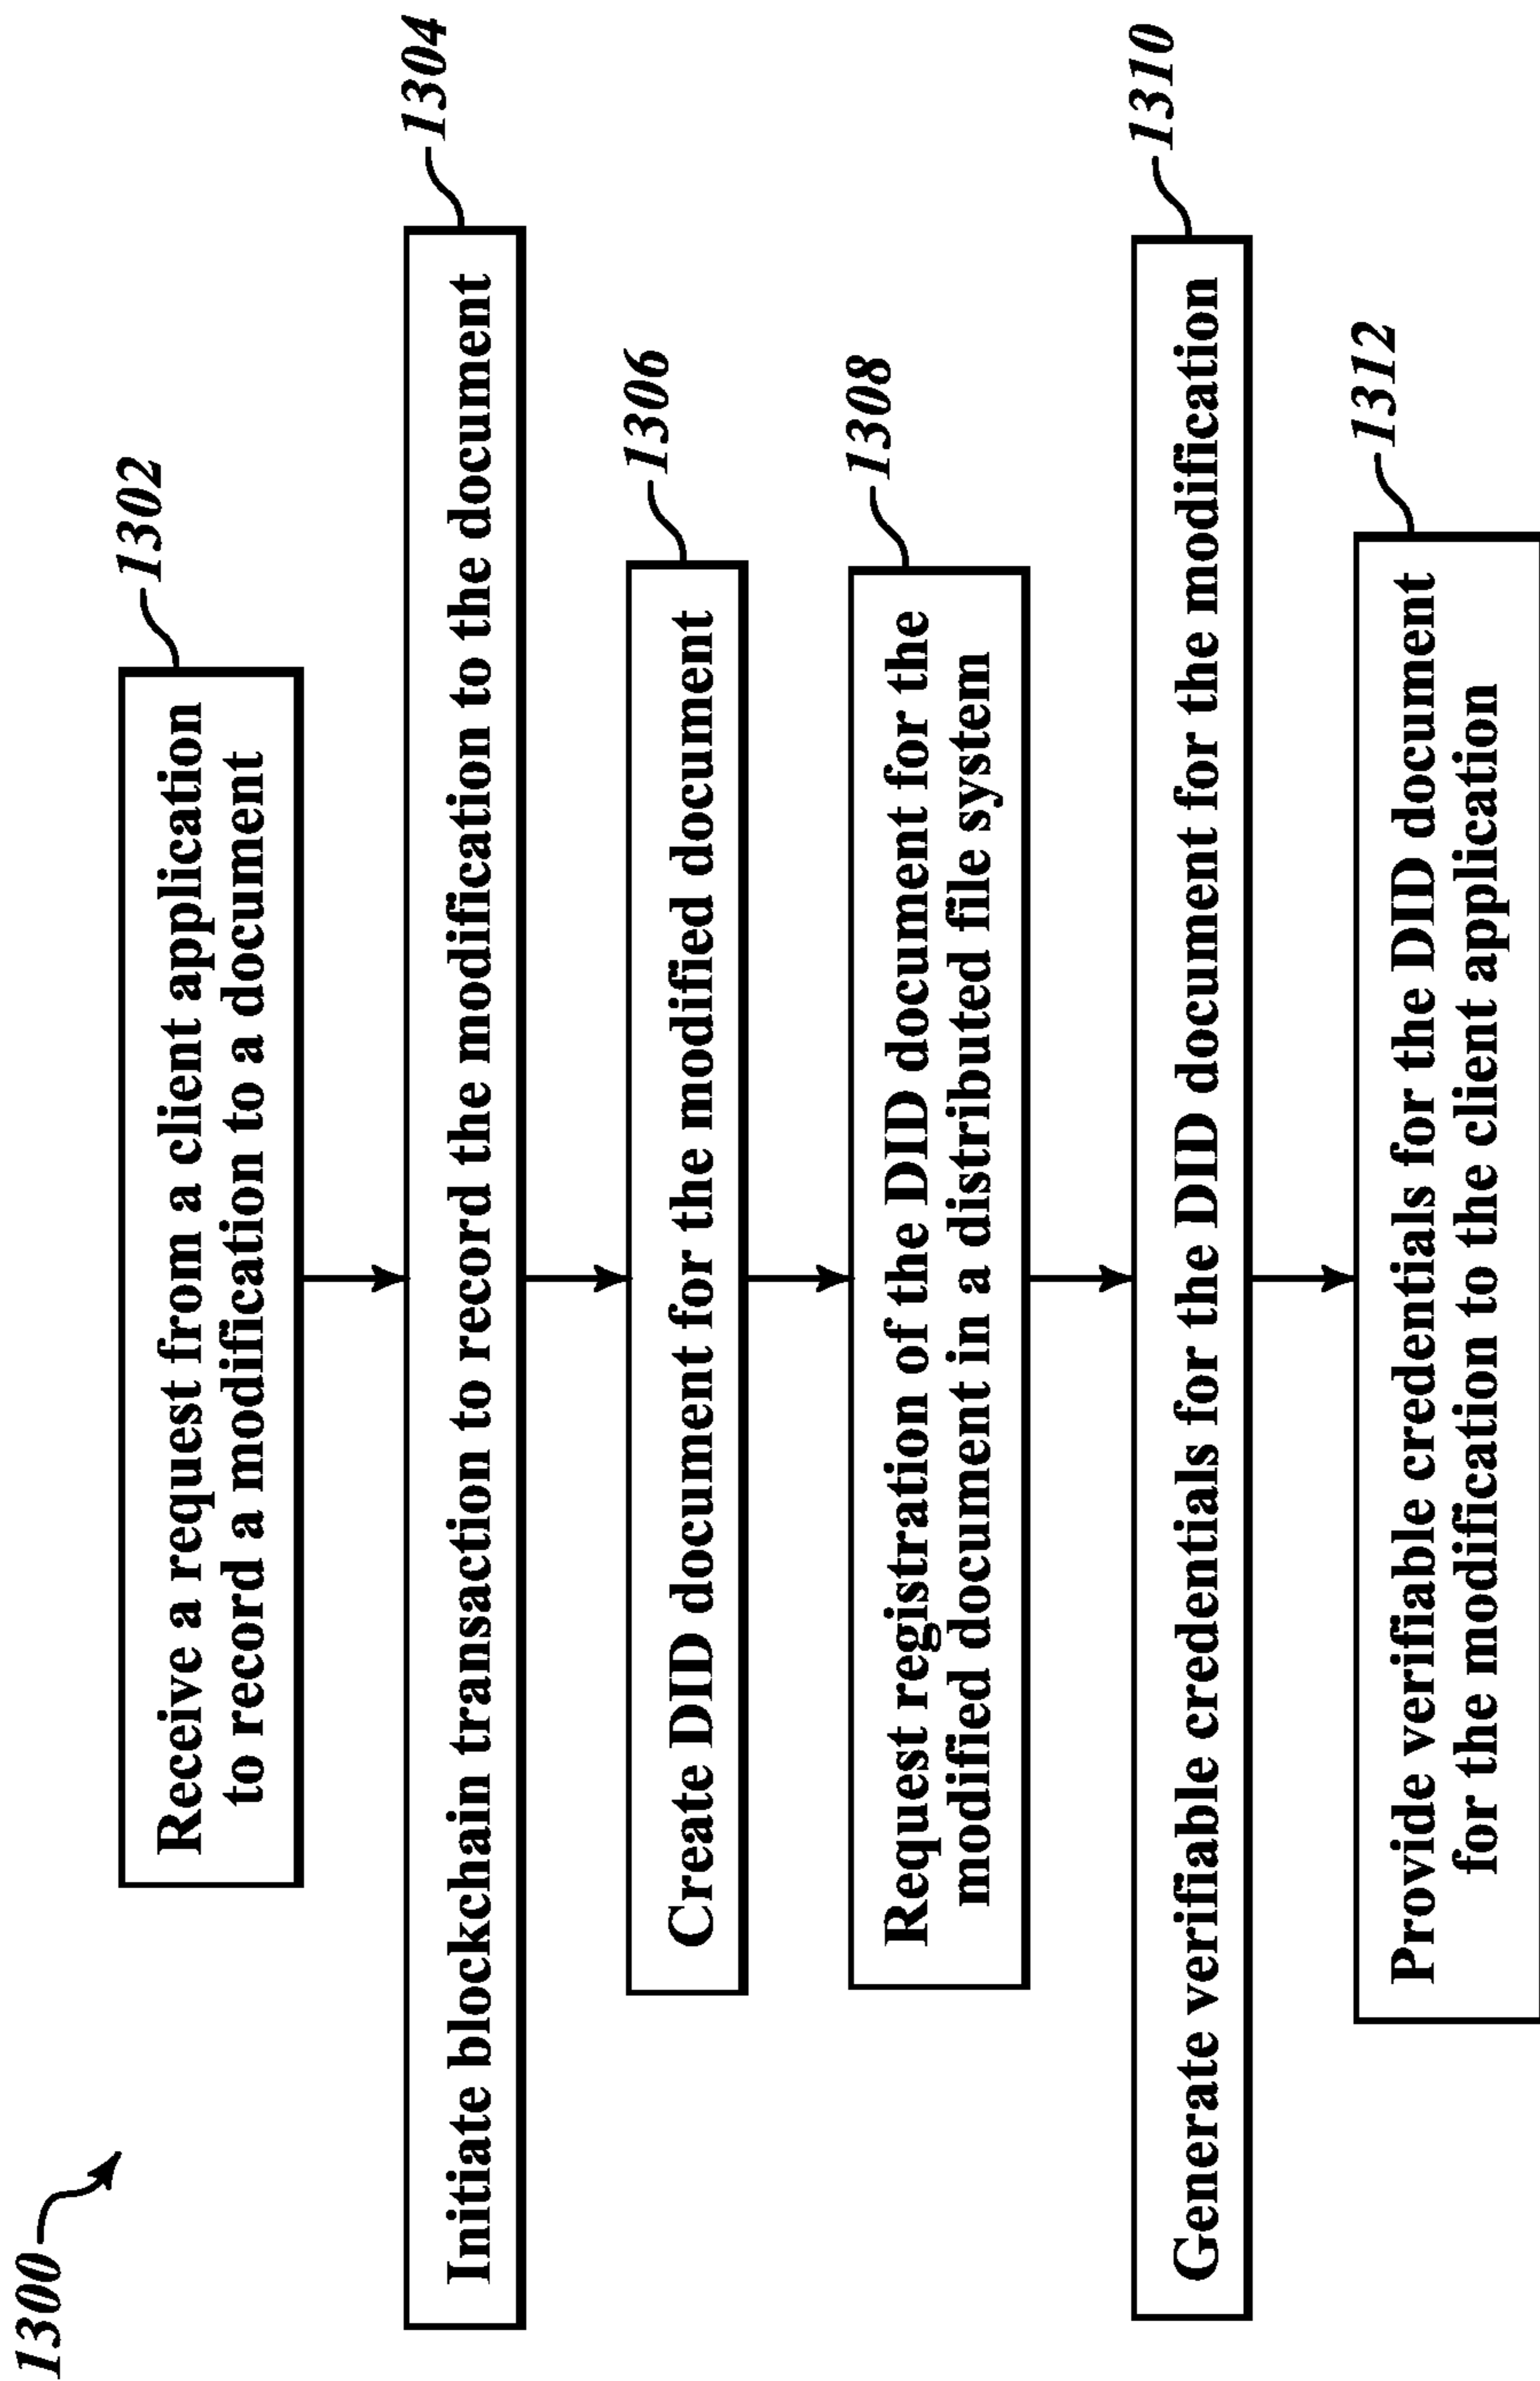 1300
1302
Receive a request from a client application
to record a modification to a document
1304
Initiate blockchain transaction to record the modification to the document
1306
Create DID document for the modified document
1308
Request registration of the DID document for the
modified document in a distributed file system
1310
Generate verifiable credentials for the DID document for the modification
1312
Provide verifiable credentials for the DID document
for the modification to the client application